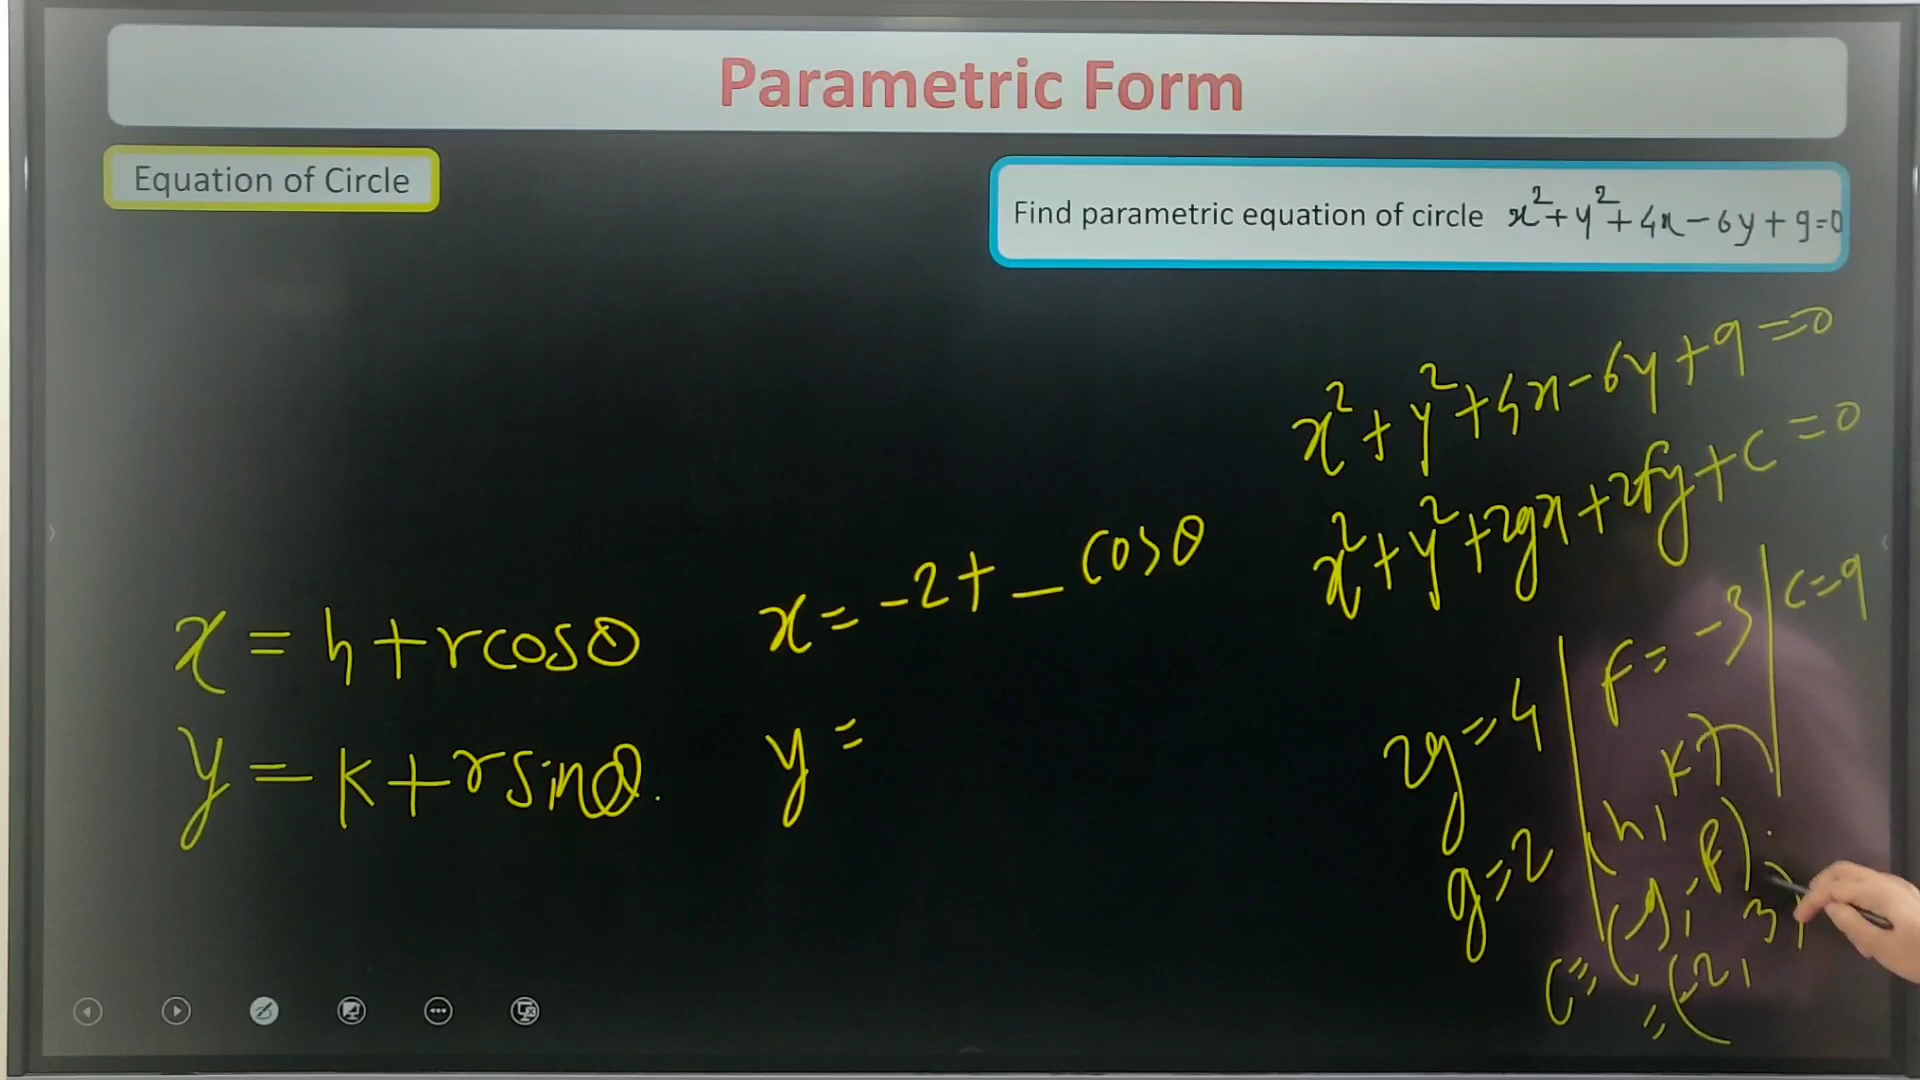 Parametric Form
Equation of Circle
Find parametric equation of circle x²+y²+4x-6y+9=0
x²+y²+4x-6y+9=0
x²+y²+2gx+2fy+c=0
x = h+rcosθ
y = k+rsinθ.
x = -2+_ cosθ
y =
2g=4
g=2
f= -3
c=9
(h, k)
c= (-g, -f)
= (-2, 3)